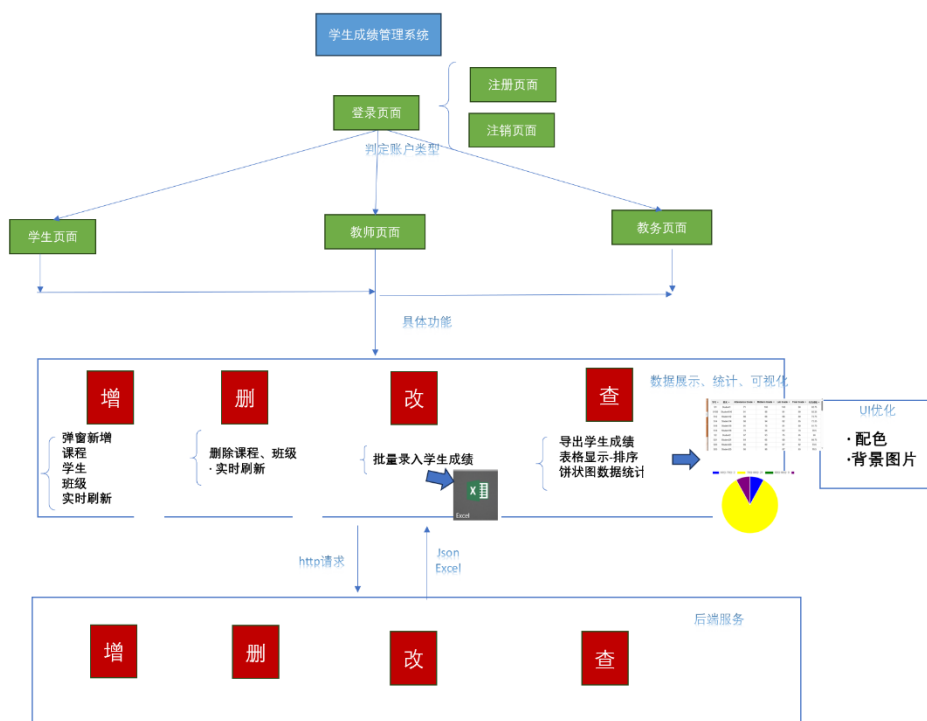 学生成绩管理系统
注册页面
登录页面
注销页面
判定账户类型
学生页面
教师页面
教务页面
具体功能
增
删
改
查
数据展示、统计、可视化
弹窗新增
课程
学生
班级
实时刷新
删除课程、班级
·实时刷新
批量录入学生成绩
Excel
导出学生成绩
表格显示-排序
饼状图数据统计
UI优化
·配色
·背景图片
http请求
Json
Excel
后端服务
增
删
改
查